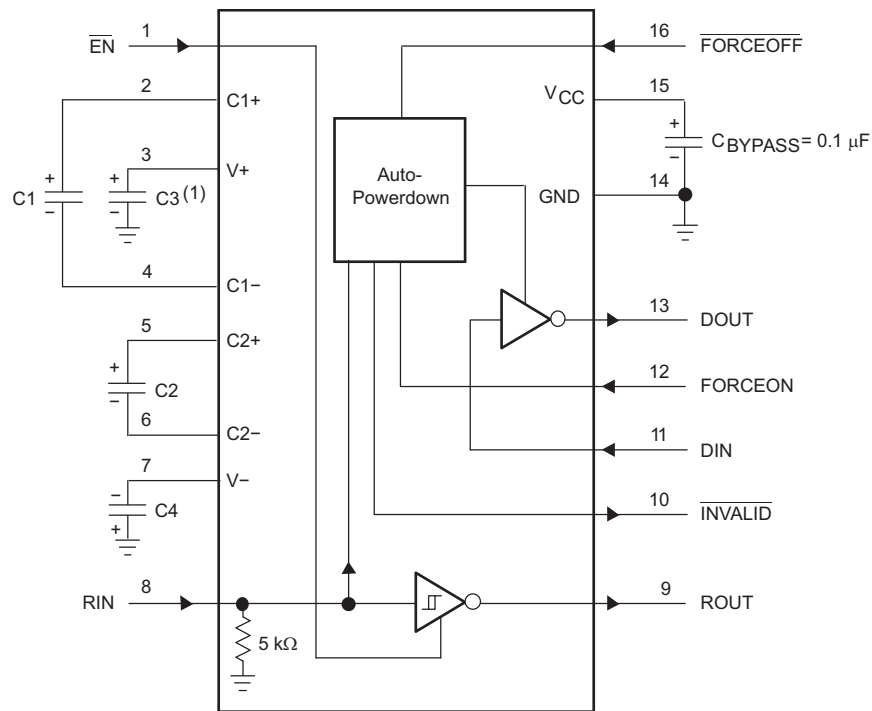 EN
1
16
FORCEOFF
2
C1+
VCC
15
C1
3
V+
C3(1)
Auto-
Powerdown
CBYPASS= 0.1 μF
GND
14
4
C1−
5
C2+
C2
13
DOUT
6
C2−
12
FORCEON
7
V−
C4
11
DIN
10
INVALID
RIN
8
5 kΩ
9
ROUT
+
−
+
−
+
−
+
−
−
+